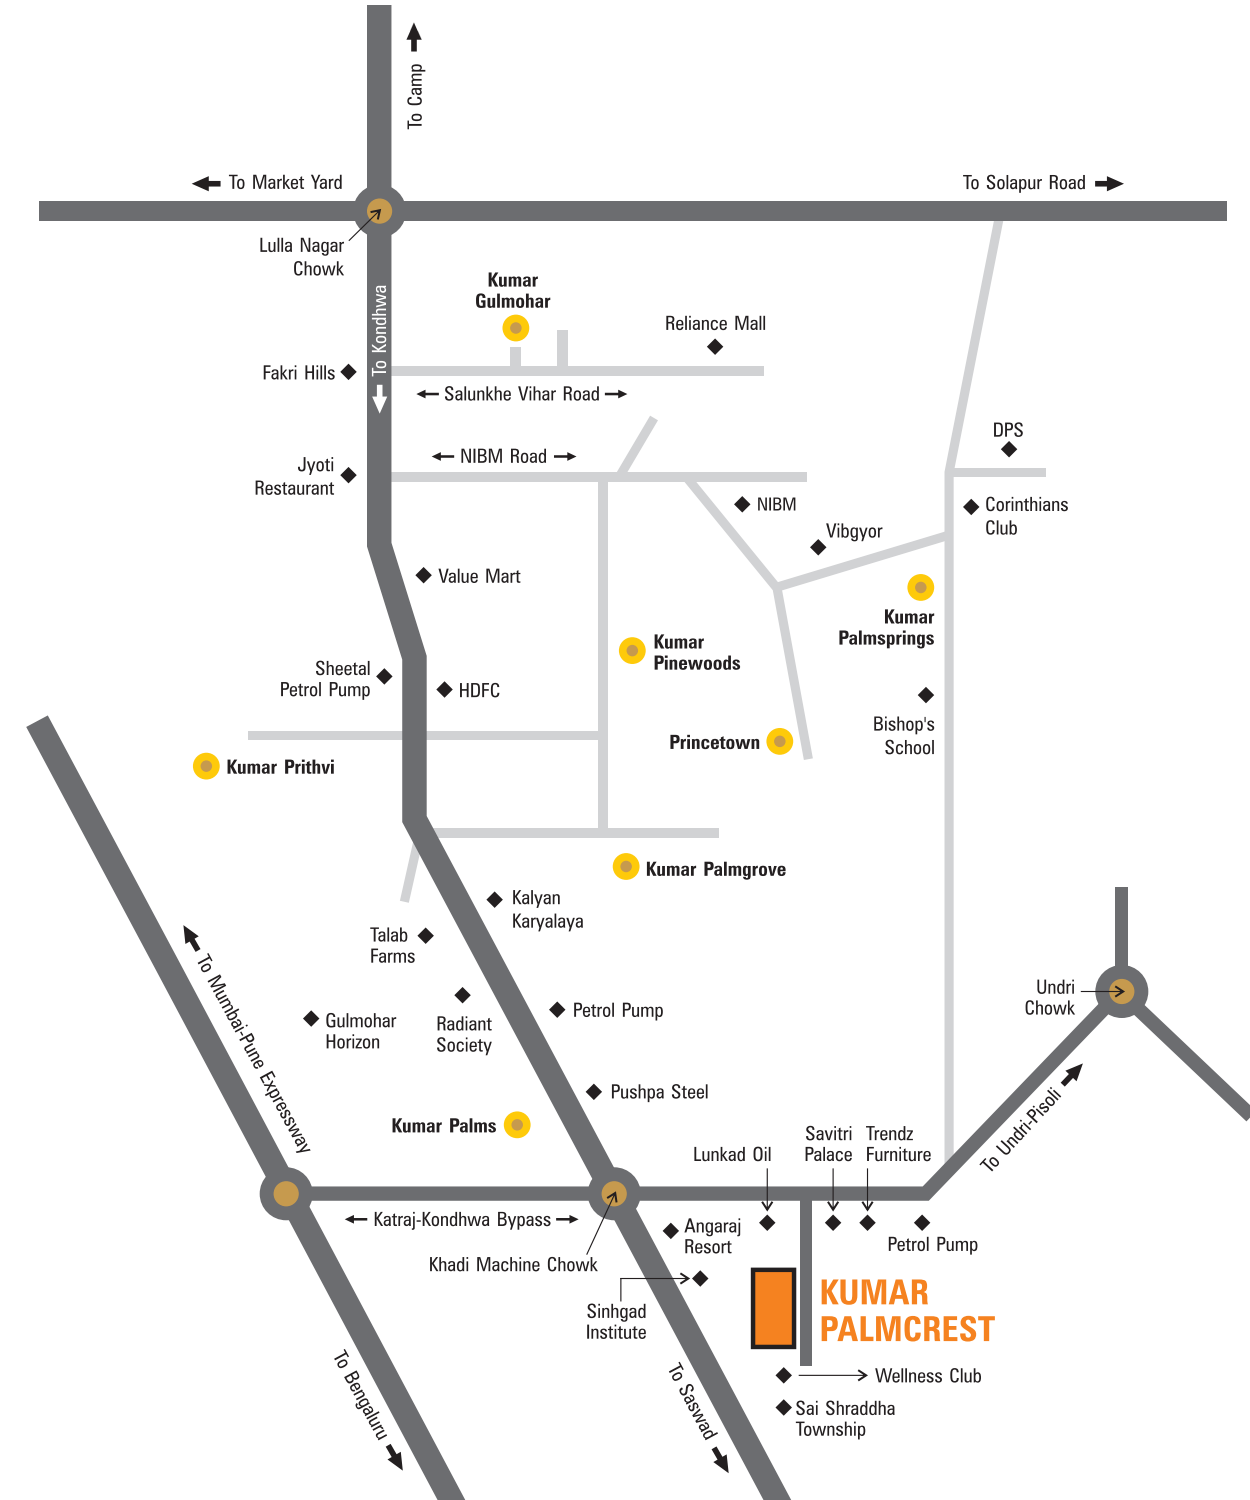 To Camp
To Market Yard
To Solapur Road
Lulla Nagar
Chowk
To Kondhwa
Kumar
Gulmohar
Reliance Mall
Fakri Hills
Salunkhe Vihar Road
DPS
NIBM Road
Jyoti
Restaurant
NIBM
Corinthians
Club
Vibgyor
Value Mart
Kumar
Palmsprings
Kumar
Pinewoods
Sheetal
Petrol Pump
HDFC
Bishop's
School
Princetown
Kumar Prithvi
Kumar Palmgrove
Kalyan
Karyalaya
Talab
Farms
To Mumbai-Pune Expressway
Undri
Chowk
Gulmohar
Horizon
Radiant
Society
Petrol Pump
Pushpa Steel
Kumar Palms
To Undri-Pisoli
Lunkad Oil
Savitri
Palace
Trendz
Furniture
Katraj-Kondhwa Bypass
Angaraj
Resort
Petrol Pump
Khadi Machine Chowk
KUMAR
PALMCREST
Sinhgad
Institute
To Bengaluru
To Saswad
Wellness Club
Sai Shraddha
Township